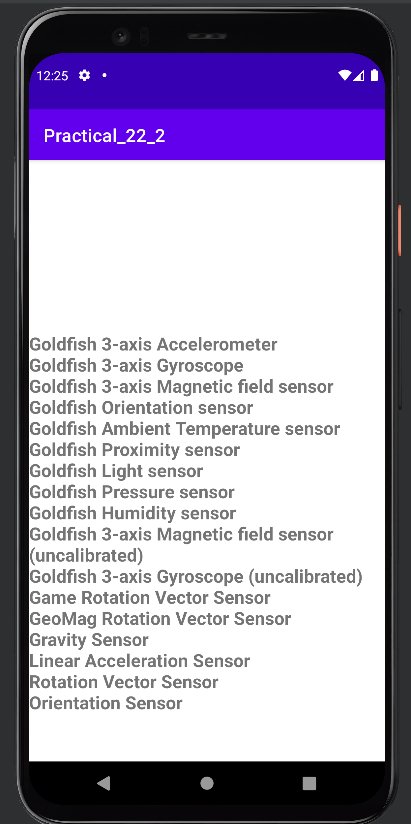 12:25
Practical_22_2
Goldfish 3-axis Accelerometer
Goldfish 3-axis Gyroscope
Goldfish 3-axis Magnetic field sensor
Goldfish Orientation sensor
Goldfish Ambient Temperature sensor
Goldfish Proximity sensor
Goldfish Light sensor
Goldfish Pressure sensor
Goldfish Humidity sensor
Goldfish 3-axis Magnetic field sensor
(uncalibrated)
Goldfish 3-axis Gyroscope (uncalibrated)
Game Rotation Vector Sensor
GeoMag Rotation Vector Sensor
Gravity Sensor
Linear Acceleration Sensor
Rotation Vector Sensor
Orientation Sensor